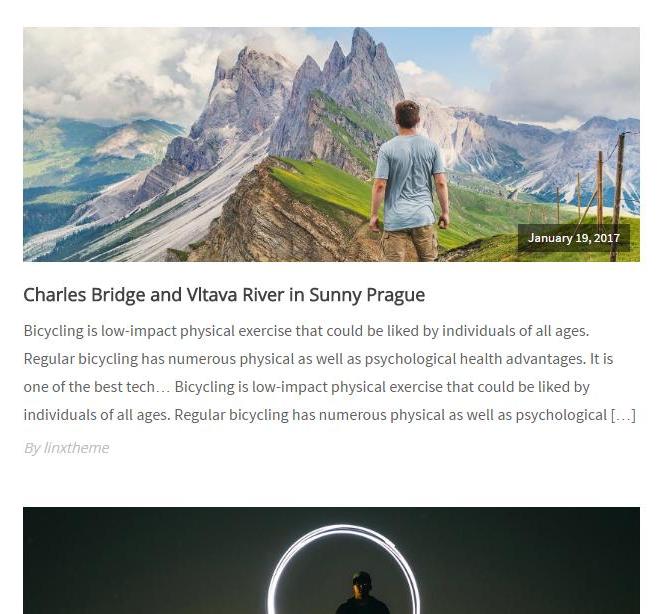 January 19, 2017
Charles Bridge and Vltava River in Sunny Prague
Bicycling is low-impact physical exercise that could be liked by individuals of all ages.
Regular bicycling has numerous physical as well as psychological health advantages. It is
one of the best tech… Bicycling is low-impact physical exercise that could be liked by
individuals of all ages. Regular bicycling has numerous physical as well as psychological […]
By linxtheme